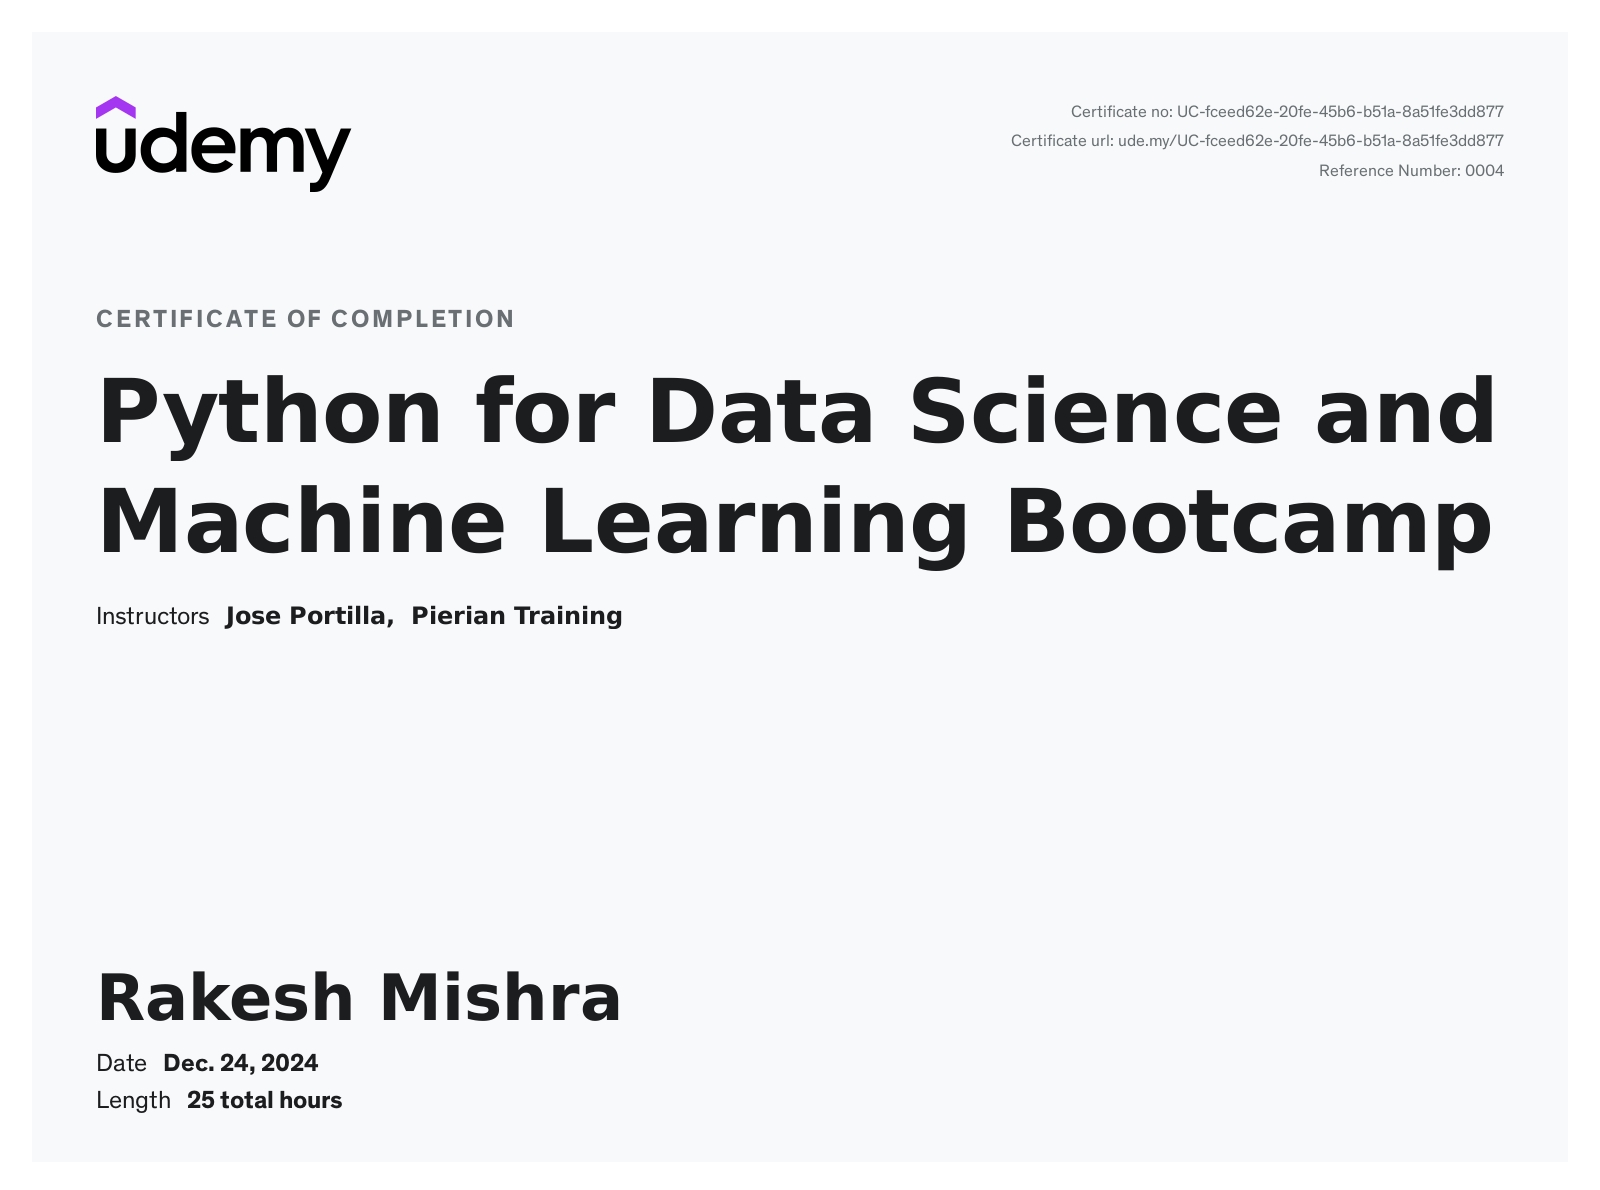 udemy
Certificate no: UC-fceed62e-20fe-45b6-b51a-8a51fe3dd877
Certificate url: ude.my/UC-fceed62e-20fe-45b6-b51a-8a51fe3dd877
Reference Number: 0004
CERTIFICATE OF COMPLETION
Python for Data Science and
Machine Learning Bootcamp
Instructors Jose Portilla, Pierian Training
Rakesh Mishra
Date Dec. 24, 2024
Length 25 total hours